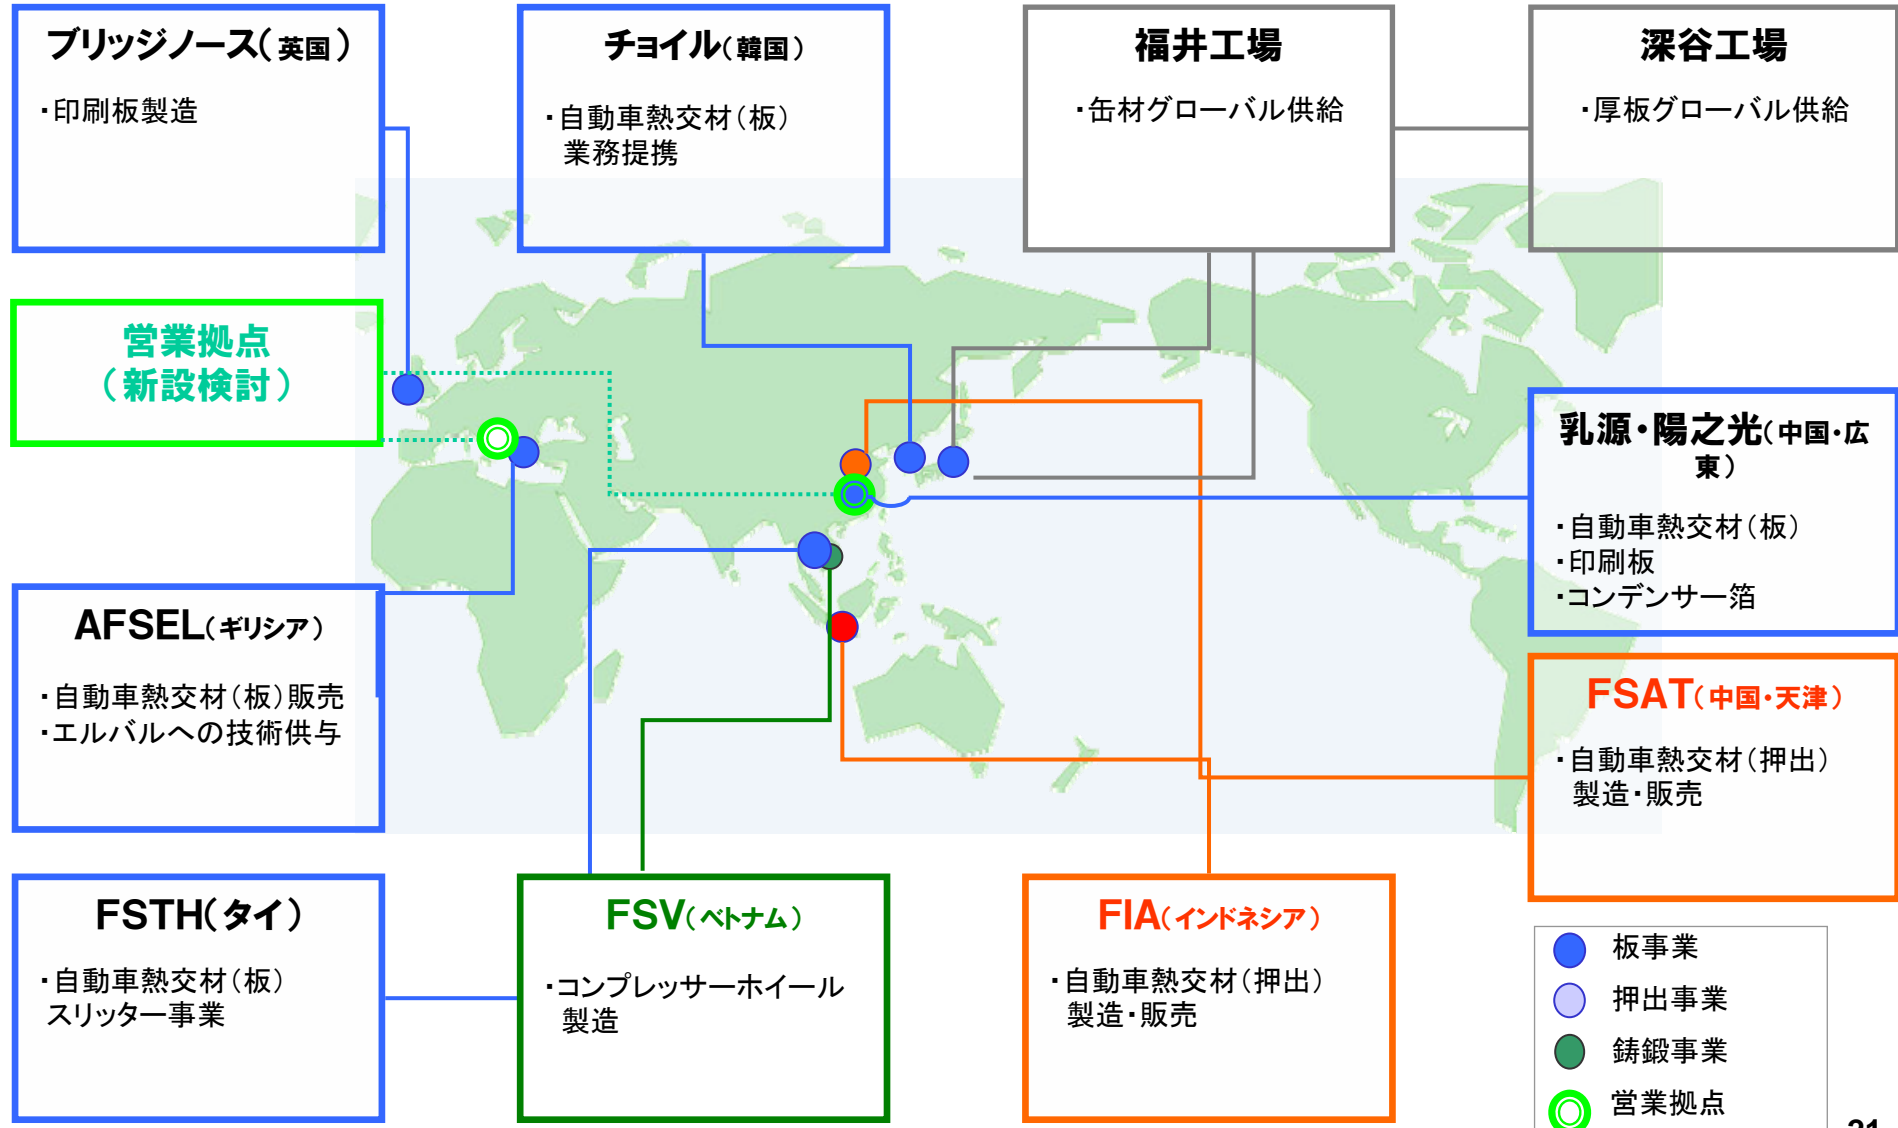 ブリッジノース(英国)
・印刷板製造
チョイル(韓国)
・自動車熱交材(板)
業務提携
福井工場
・缶材グローバル供給
深谷工場
・厚板グローバル供給
営業拠点
(新設検討)
乳源・陽之光(中国・広
東)
・自動車熱交材(板)
・印刷板
・コンデンサー箔
AFSEL(ギリシア)
・自動車熱交材(板)販売
・エルバルへの技術供与
FSAT(中国・天津)
・自動車熱交材(押出)
製造・販売
FSTH(タイ)
・自動車熱交材(板)
スリッター事業
FSV(ベトナム)
・コンプレッサーホイール
製造
FIA(インドネシア)
・自動車熱交材(押出)
製造・販売
板事業
押出事業
鋳鍛事業
営業拠点
21